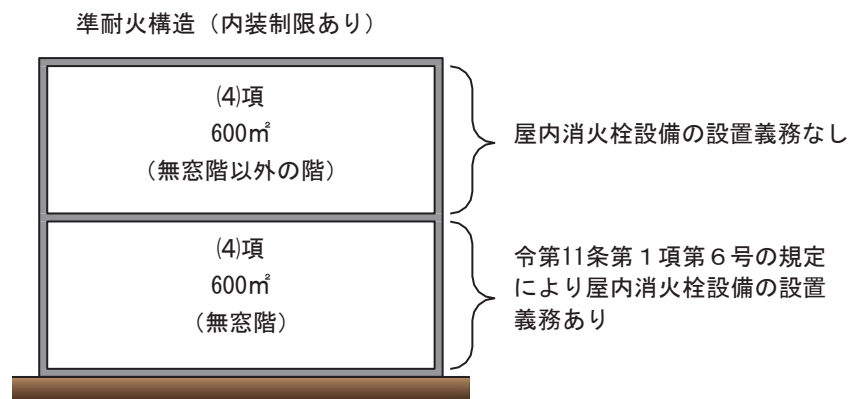 準耐火構造（内装制限あり）
⑷項
600㎡
（無窓階以外の階）
屋内消火栓設備の設置義務なし
⑷項
600㎡
（無窓階）
令第11条第１項第６号の規定
により屋内消火栓設備の設置
義務あり